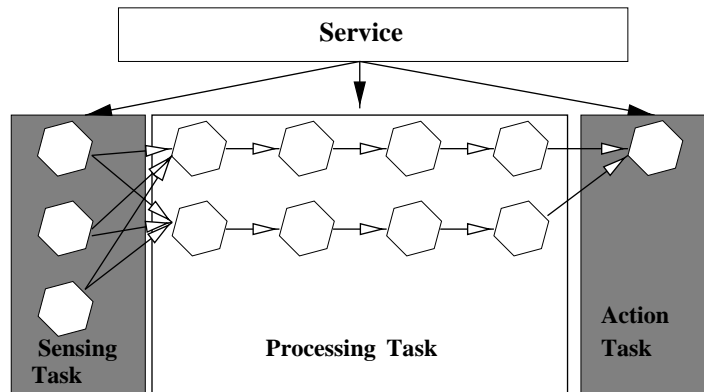 Service
Sensing
Task
Processing Task
Action
Task